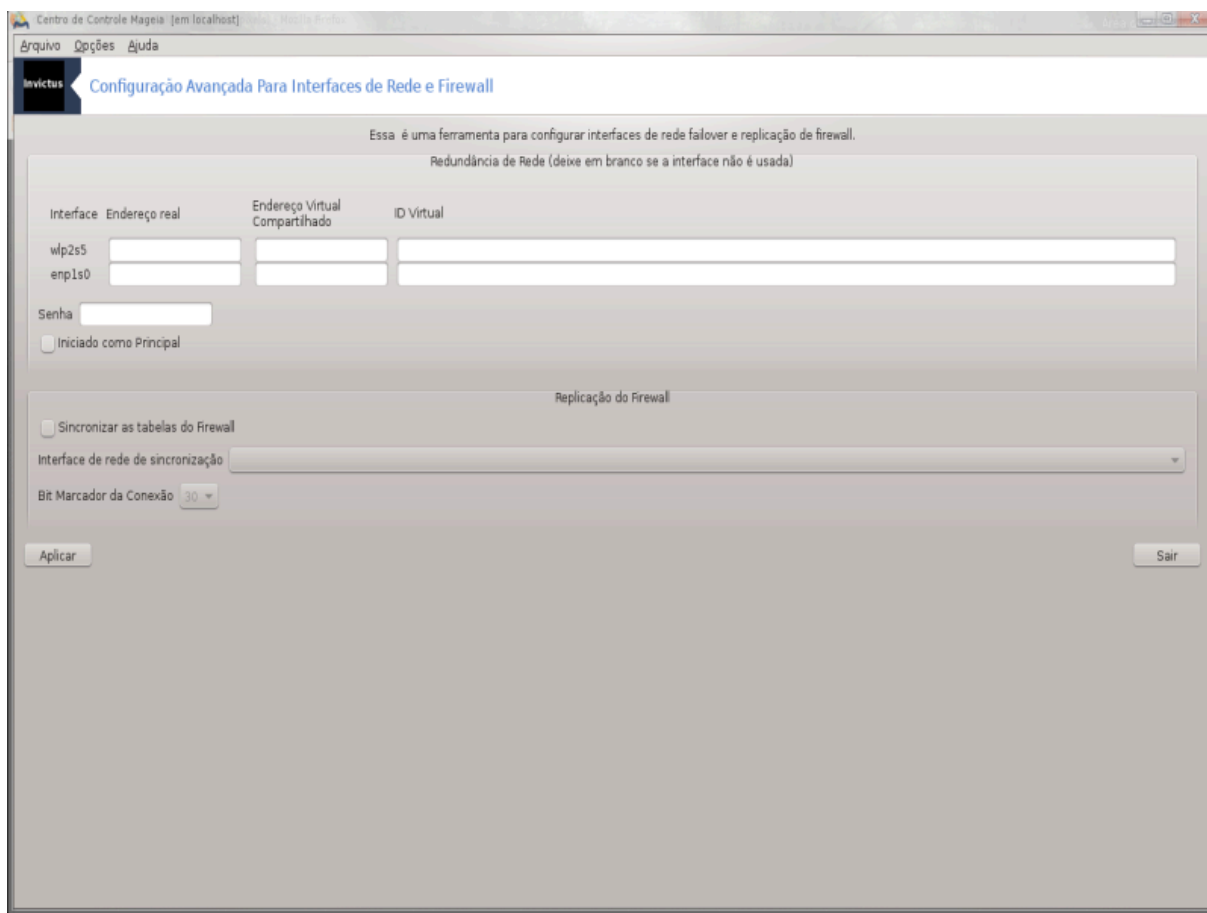 Centro de Controle Mageia [em localhost]
Arquivo Opções Ajuda
Invictus
Configuração Avançada Para Interfaces de Rede e Firewall
Essa é uma ferramenta para configurar interfaces de rede failover e replicação de firewall.
Redundância de Rede (deixe em branco se a interface não é usada)
Interface Endereço real Endereço Virtual Compartilhado ID Virtual
wlp2s5
enp1s0
Senha
Iniciado como Principal
Replicação do Firewall
Sincronizar as tabelas do Firewall
Interface de rede de sincronização
Bit Marcador da Conexão 30
Aplicar Sair